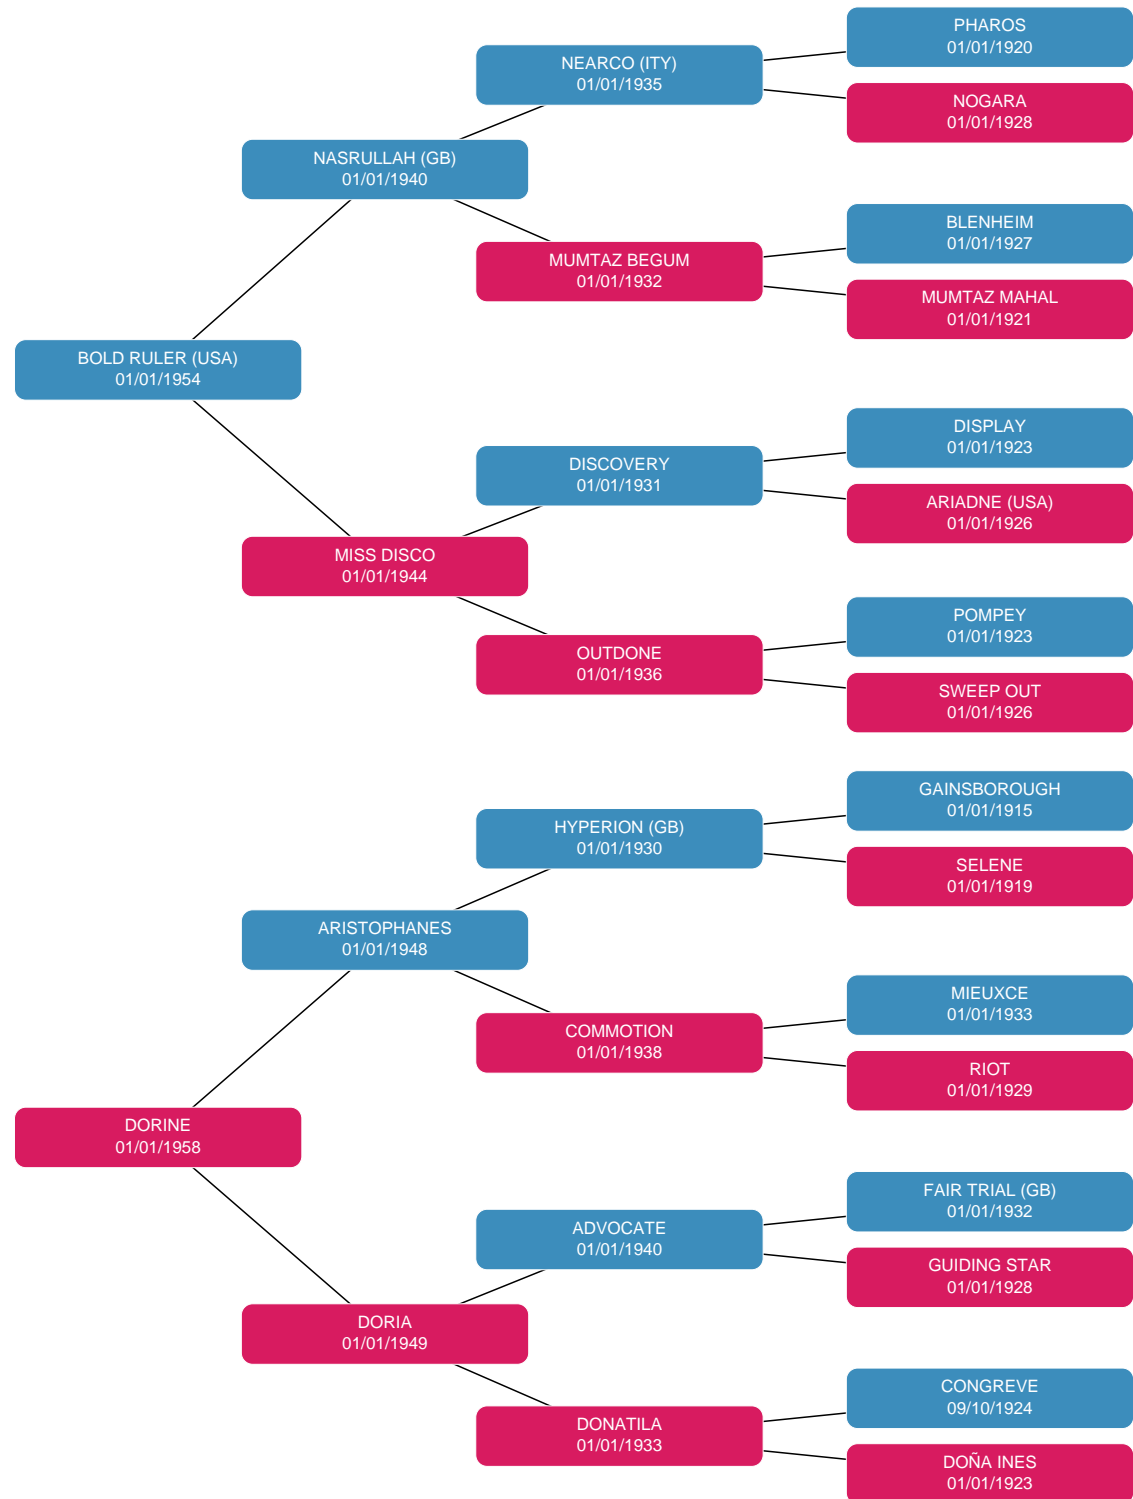 PHAROS
01/01/1920
NEARCO (ITY)
01/01/1935
NOGARA
01/01/1928
NASRULLAH (GB)
01/01/1940
BLENHEIM
01/01/1927
MUMTAZ BEGUM
01/01/1932
MUMTAZ MAHAL
01/01/1921
BOLD RULER (USA)
01/01/1954
DISPLAY
01/01/1923
DISCOVERY
01/01/1931
ARIADNE (USA)
01/01/1926
MISS DISCO
01/01/1944
POMPEY
01/01/1923
OUTDONE
01/01/1936
SWEEP OUT
01/01/1926
GAINSBOROUGH
01/01/1915
HYPERION (GB)
01/01/1930
SELENE
01/01/1919
ARISTOPHANES
01/01/1948
MIEUXCE
01/01/1933
COMMOTION
01/01/1938
RIOT
01/01/1929
DORINE
01/01/1958
FAIR TRIAL (GB)
01/01/1932
ADVOCATE
01/01/1940
GUIDING STAR
01/01/1928
DORIA
01/01/1949
CONGREVE
09/10/1924
DONATILA
01/01/1933
DOÑA INES
01/01/1923